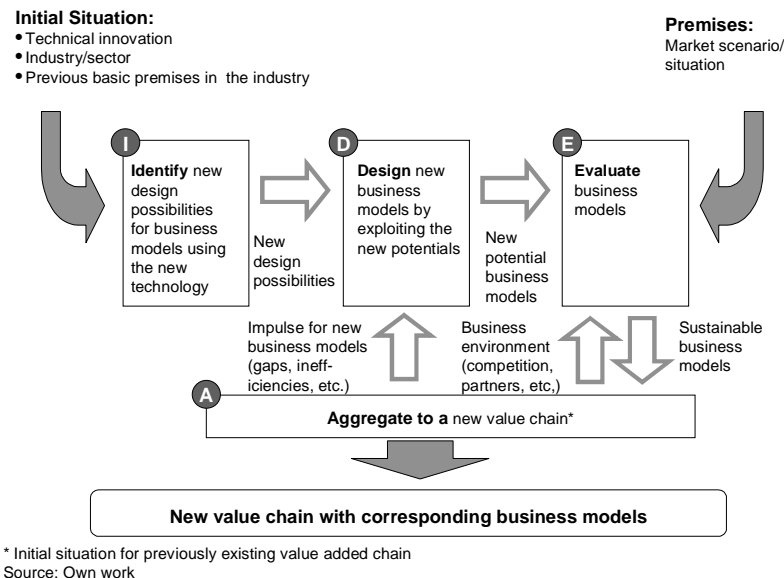 Initial Situation:
• Technical innovation
• Industry/sector
• Previous basic premises in the industry
Premises:
Market scenario/
situation
I
Identify new
design
possibilities
for business
models using
the new
technology
New
design
possibilities
D
Design new
business
models by
exploiting the
new potentials
New
potential
business
models
E
Evaluate
business
models
Impulse for new
business models
(gaps, ineff-
iciencies, etc.)
Business
environment
(competition,
partners, etc,)
Sustainable
business
models
A
Aggregate to a new value chain*
New value chain with corresponding business models
* Initial situation for previously existing value added chain
Source: Own work